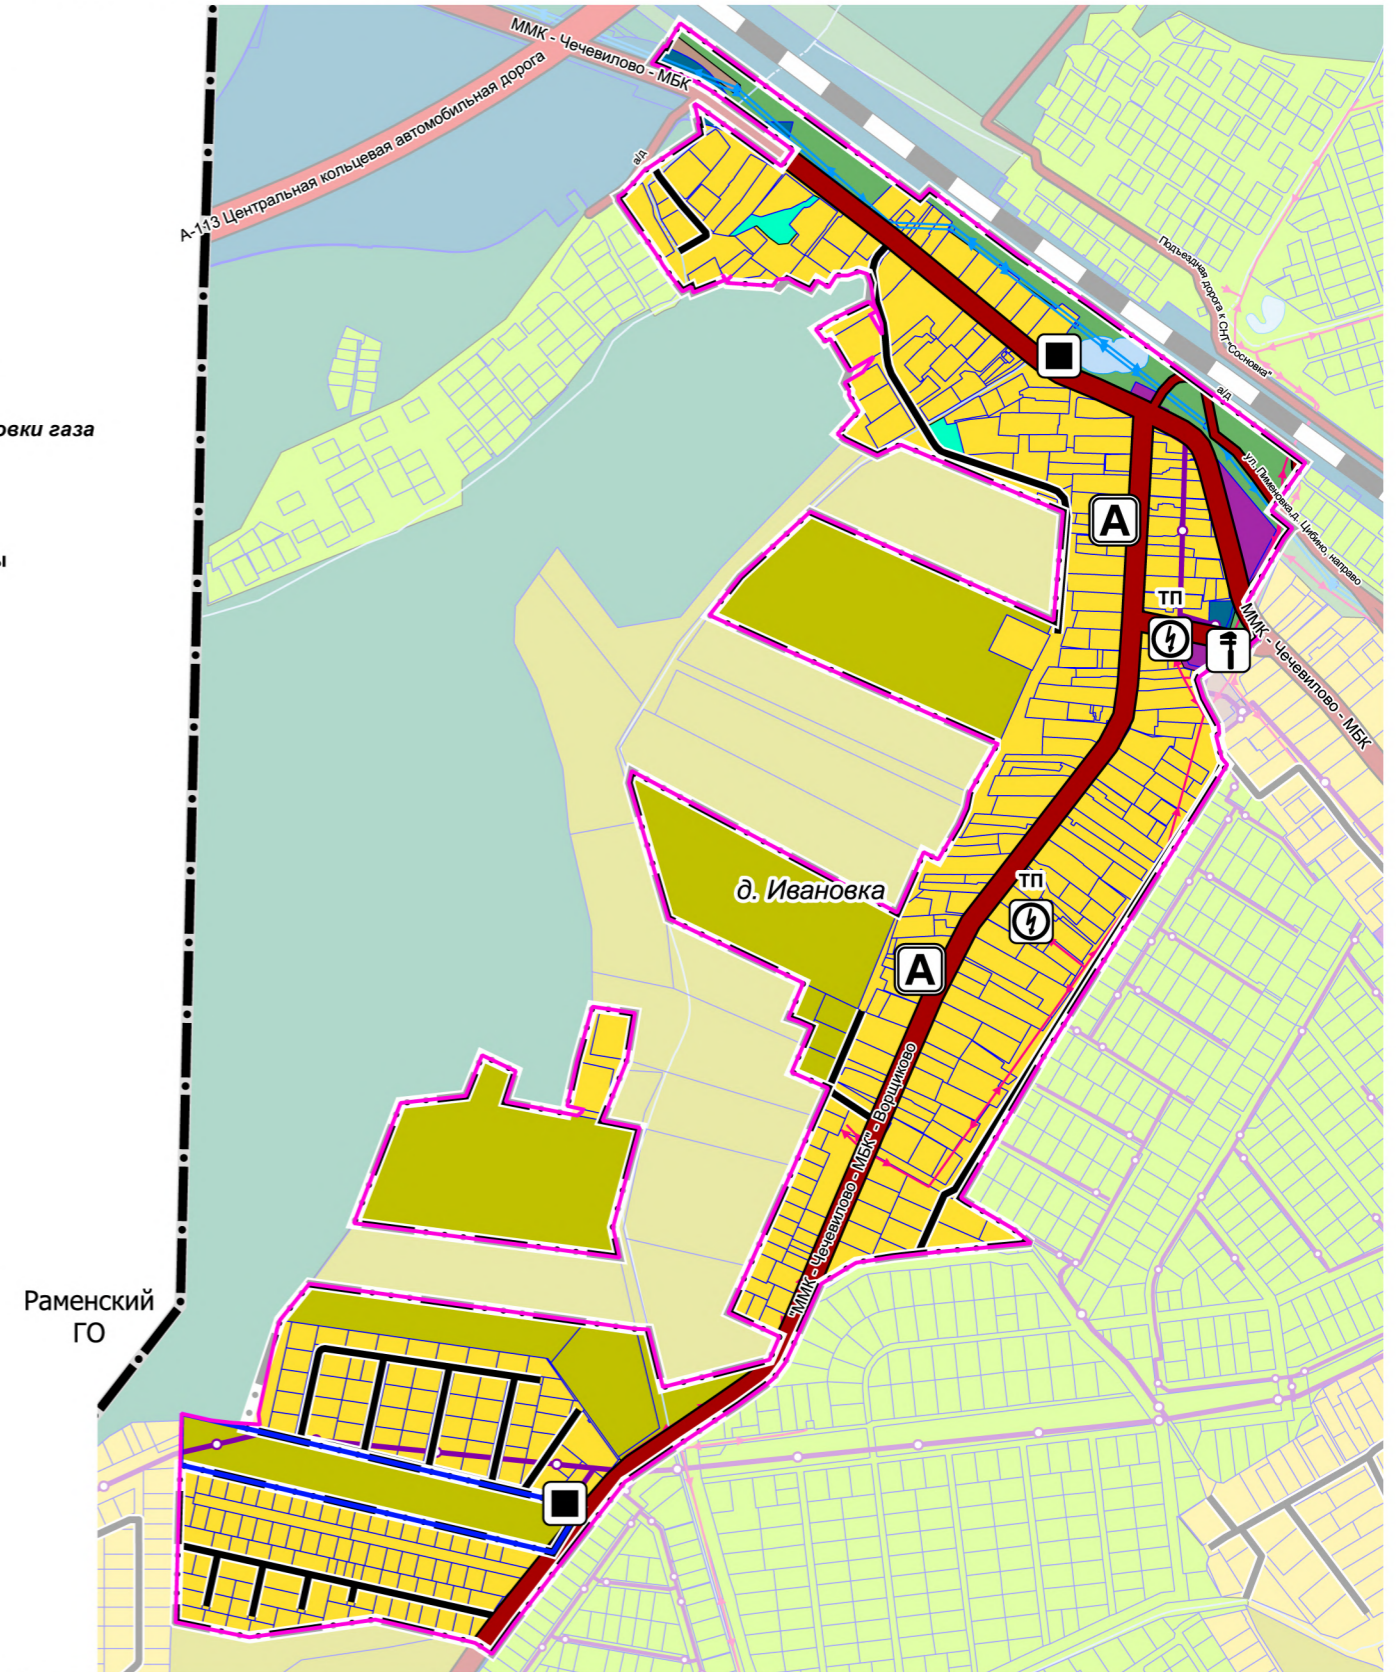 ММК - Чечевилово - МБК
А-113 Центральная кольцевая автомобильная дорога
а/д
Подъездная дорога к СНТ "Сосновка"
а/д
овки газа
ул. Пименовка,д. Цибино, направо
А
ы
ТП
ММК - Чечевилово - МБК
ТП
д. Ивановка
А
"ММК - Чечевилово - МБК" - Ворщиково
Раменский
ГО